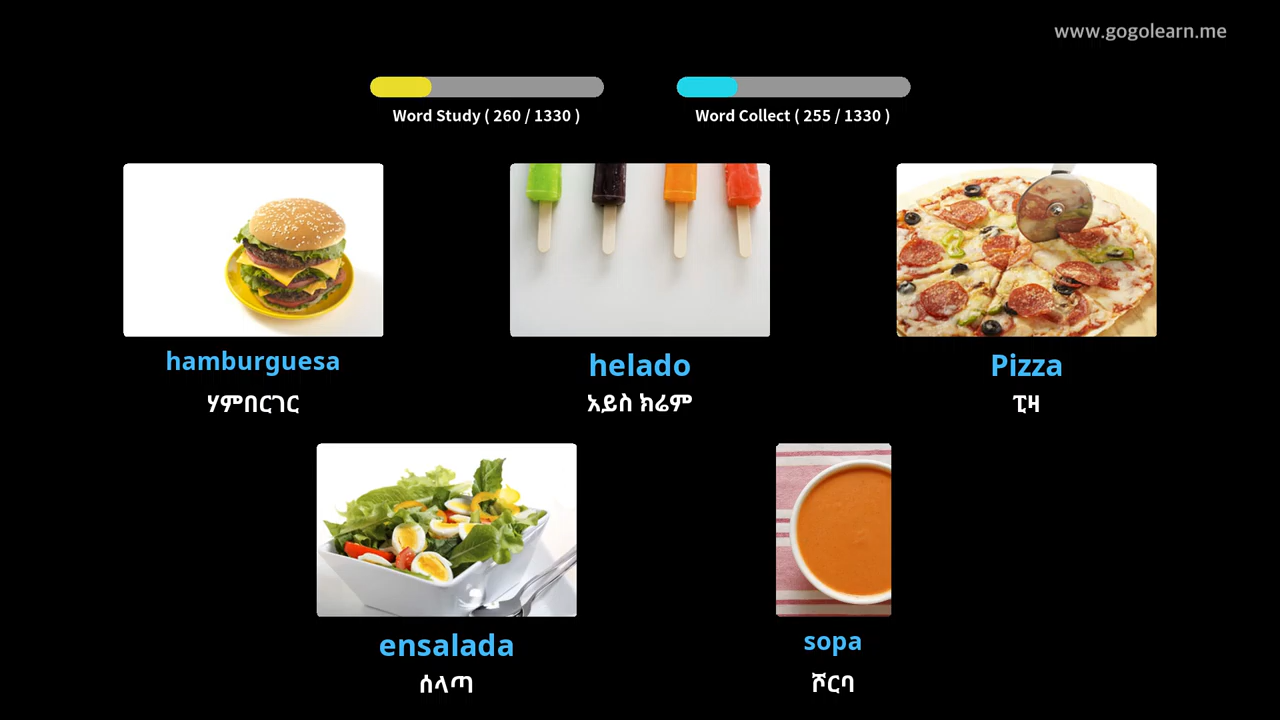 www.gogolearn.me
Word Study ( 260 / 1330 )
Word Collect ( 255 / 1330 )
hamburguesa
ሃምበርገር
helado
አይስ ክሬም
Pizza
ፒዛ
ensalada
ሰላጣ
sopa
ሾርባ